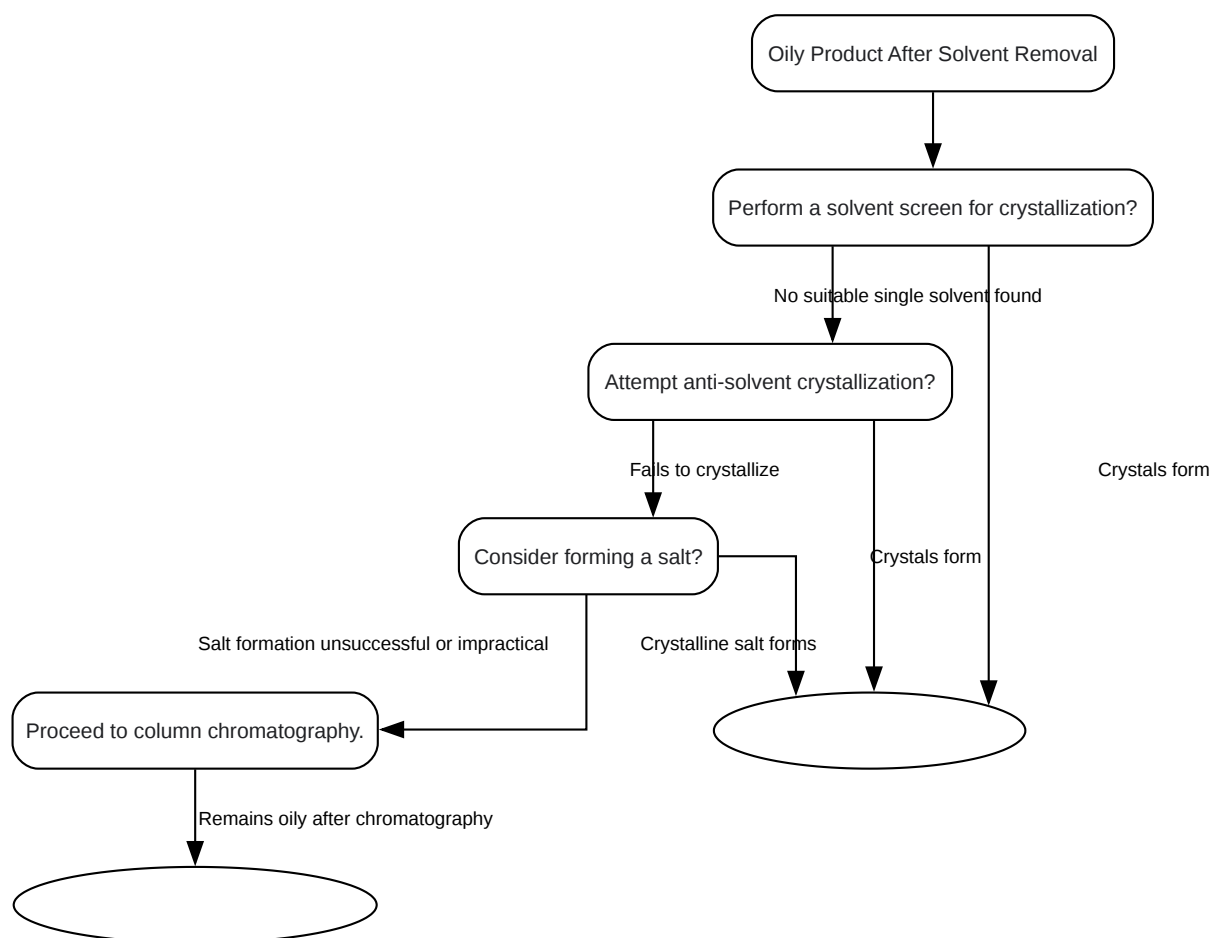 Oily Product After Solvent Removal
Perform a solvent screen for crystallization?
No suitable single solvent found
Attempt anti-solvent crystallization?
Fails to crystallize
Crystals form
Consider forming a salt?
Crystals form
Salt formation unsuccessful or impractical
Crystalline salt forms
Proceed to column chromatography.
Remains oily after chromatography